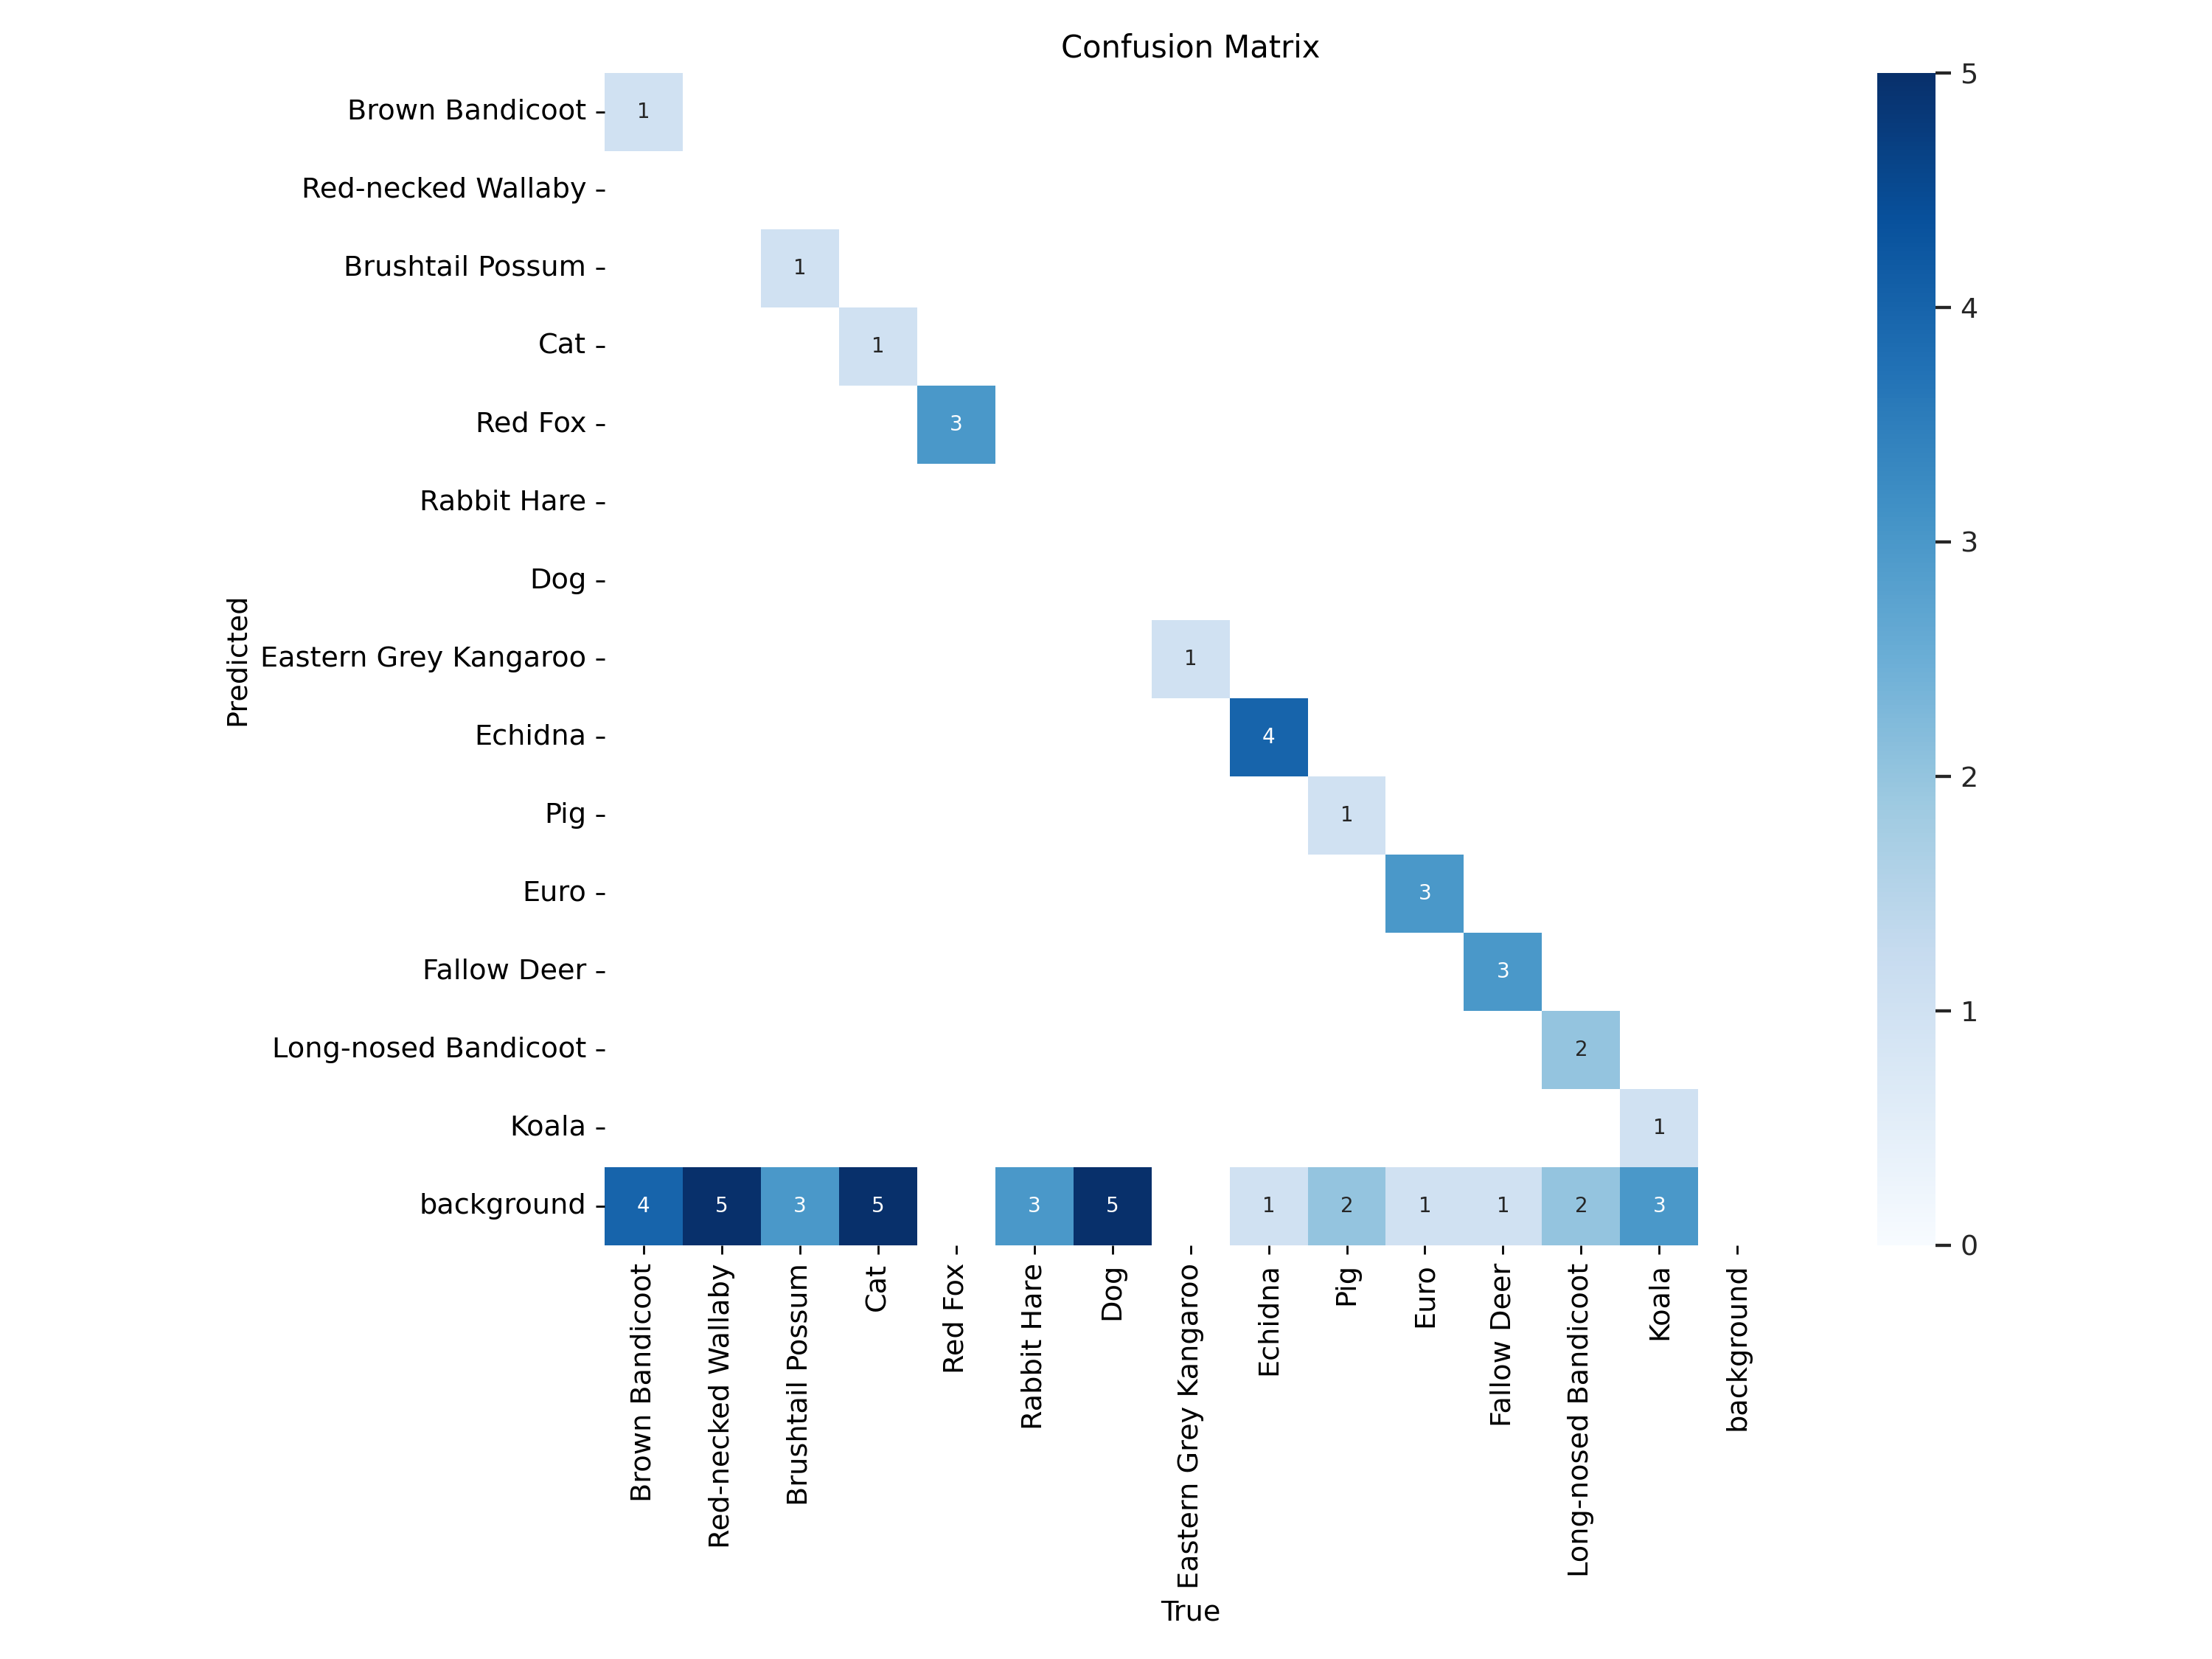 Confusion Matrix
Predicted
Brown Bandicoot 1
Red-necked Wallaby
Brushtail Possum 1
Cat 1
Red Fox 3
Rabbit Hare
Dog
Eastern Grey Kangaroo 1
Echidna 4
Pig 1
Euro 3
Fallow Deer 3
Long-nosed Bandicoot 2
Koala 1
background 4 5 3 5 3 5 1 2 1 1 2 3
Brown Bandicoot
Red-necked Wallaby
Brushtail Possum
Cat
Red Fox
Rabbit Hare
Dog
Eastern Grey Kangaroo
Echidna
Pig
Euro
Fallow Deer
Long-nosed Bandicoot
Koala
background
True
5
4
3
2
1
0